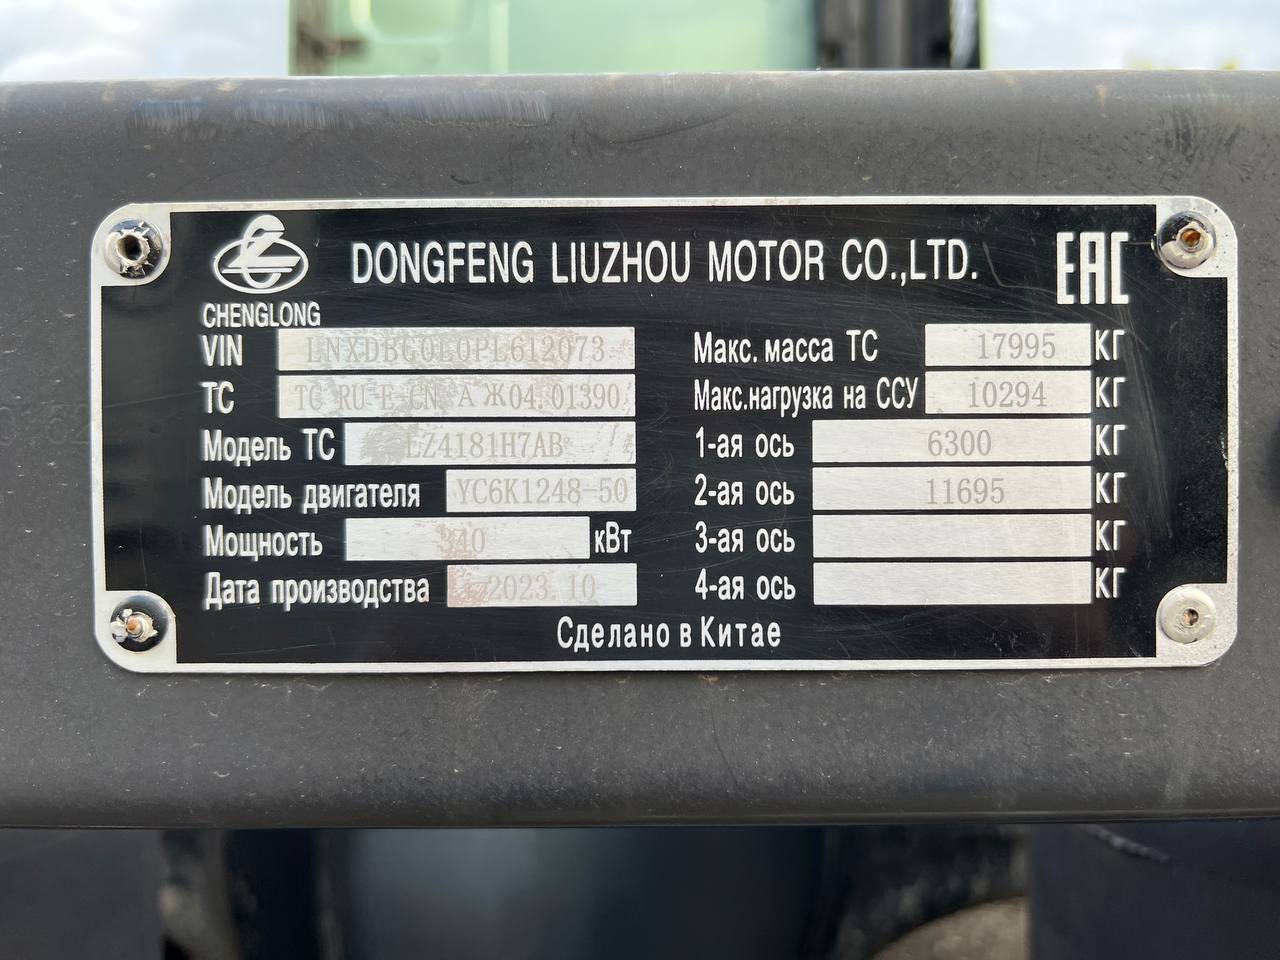 DONGFENG LIUZHOU MOTOR CO.,LTD.
EAC
CHENGLONG
VIN LNXDBG0E0PL612073
ТС ТС RU Е-CN.АЖ04.01390
Модель ТС LZ4181H7AB
Модель двигателя YC6K1248-50
Мощность 340 кВт
Дата производства 2023.10
Макс. масса ТС 17995 КГ
Макс.нагрузка на ССУ 10294 КГ
1-ая ось 6300 КГ
2-ая ось 11695 КГ
3-ая ось КГ
4-ая ось КГ
Сделано в Китае